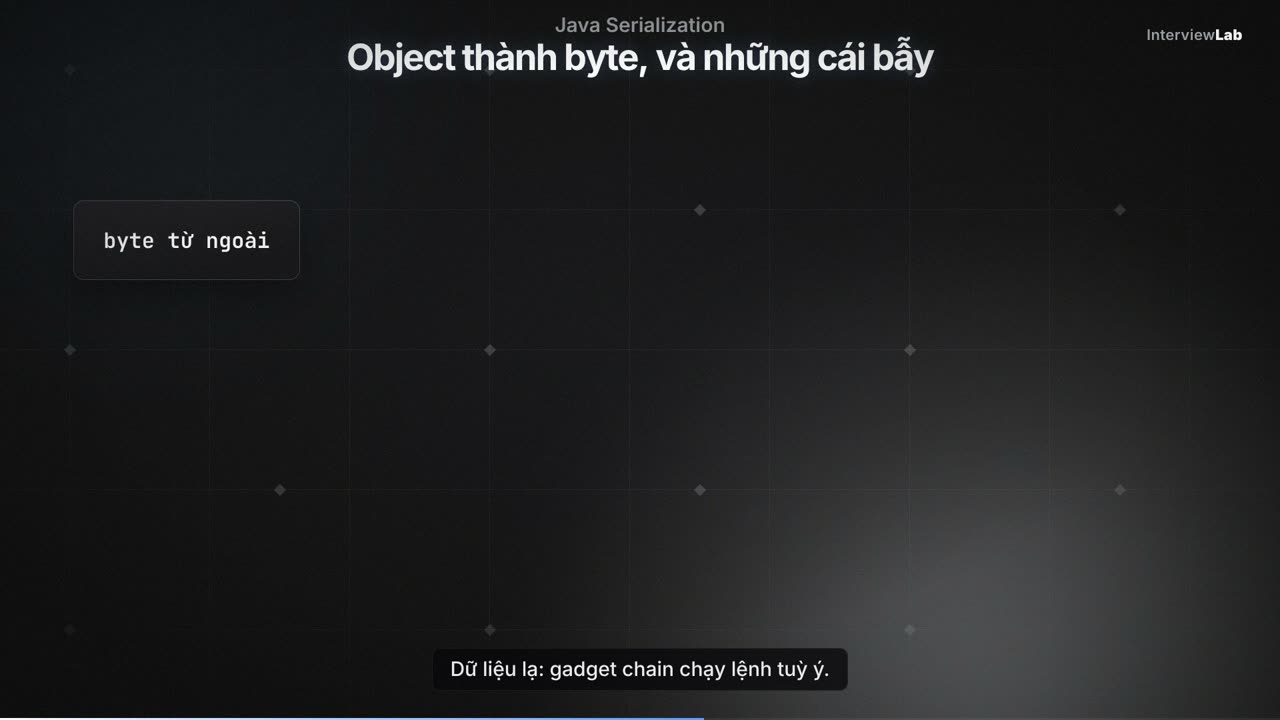 Java Serialization
Object thành byte, và những cái bẫy
InterviewLab
byte từ ngoài
Dữ liệu lạ: gadget chain chạy lệnh tuỳ ý.